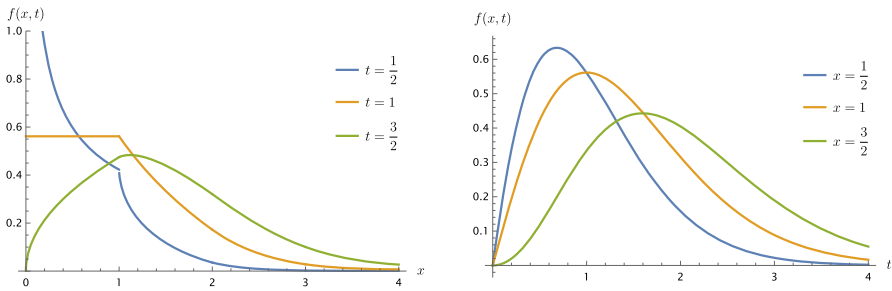 f(x,t)
1.0
0.8
0.6
0.4
0.2
0 1 2 3 4 x
t = 1/2
t = 1
t = 3/2
f(x,t)
0.6
0.5
0.4
0.3
0.2
0.1
1 2 3 4 t
x = 1/2
x = 1
x = 3/2